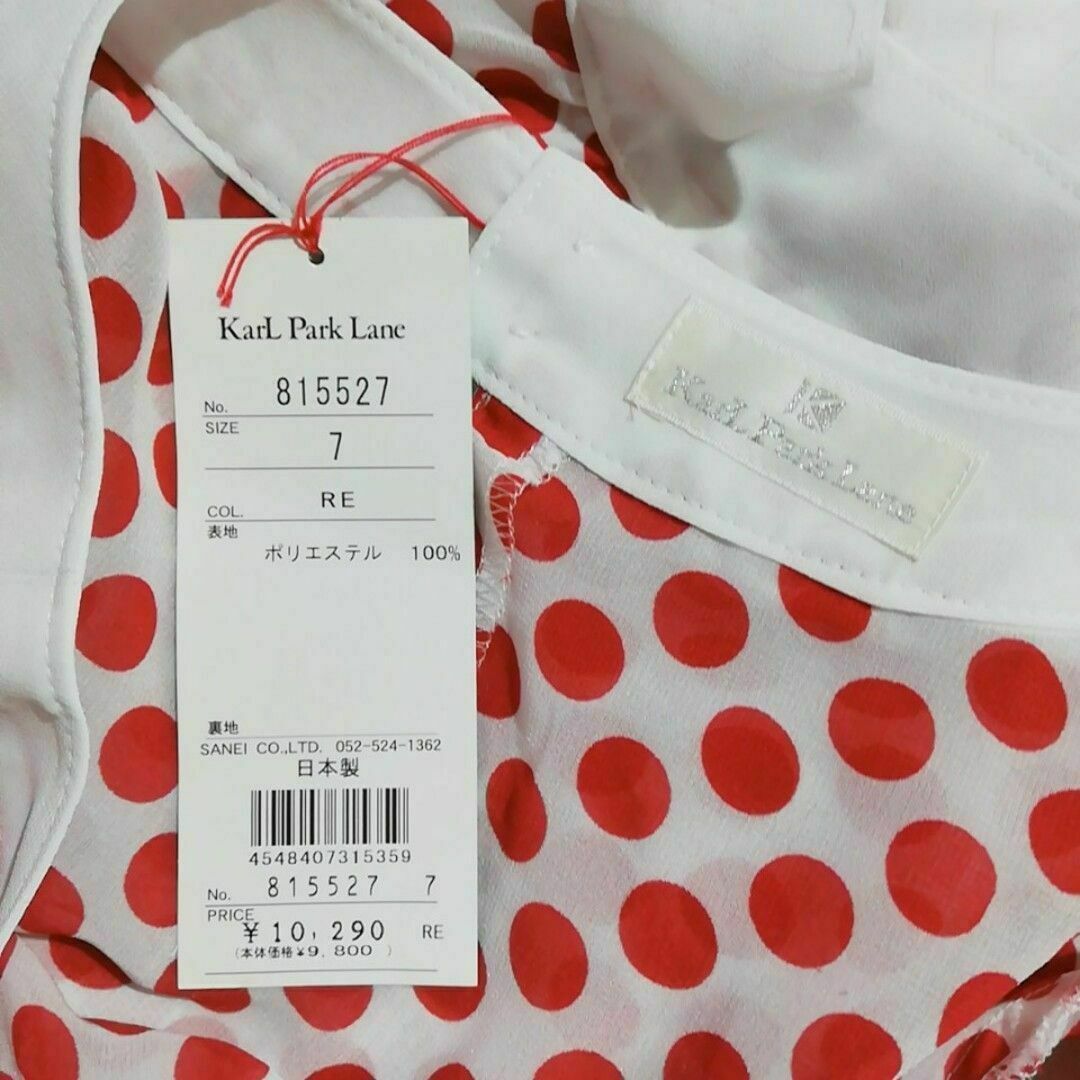 KarL Park Lane
No. 815527
SIZE
7
COL. RE
表地
ポリエステル 100%
裏地
SANEI CO.,LTD. 052-524-1362
日本製
4548407315359
No. 815527 7
PRICE
¥10,290 RE
(本体価格¥9,800 )
KarL Park Lane